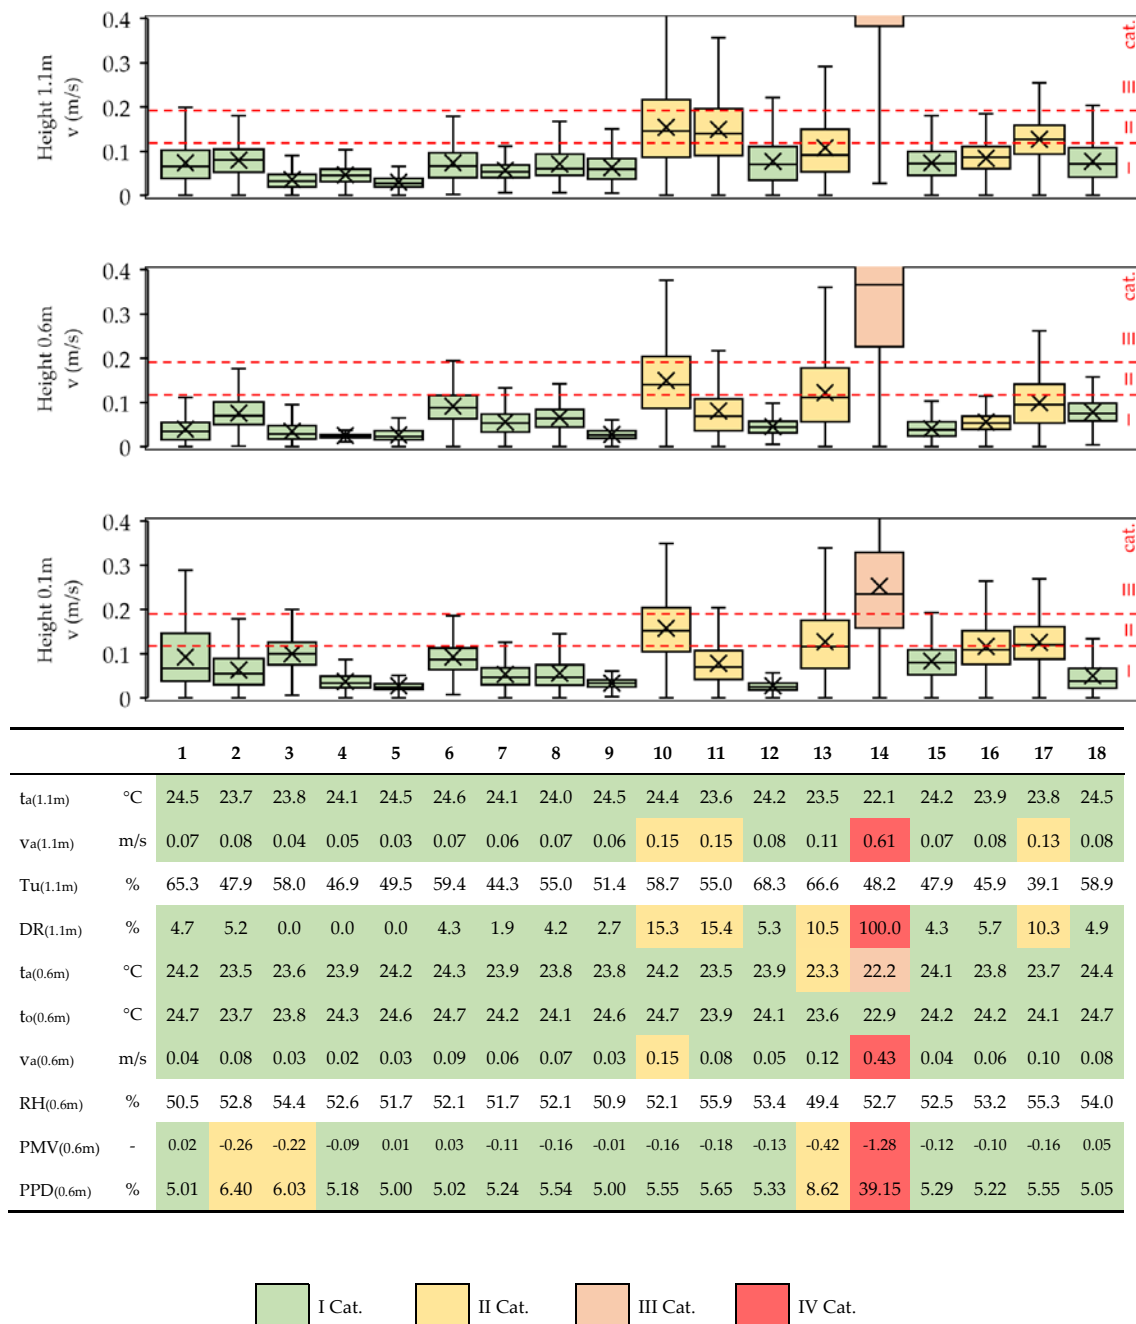 0.4
0.3
0.2
0.1
0
Height 1.1m
v (m/s)
cat.
III
II
I
0.4
0.3
0.2
0.1
0
Height 0.6m
v (m/s)
cat.
III
II
I
0.4
0.3
0.2
0.1
0
Height 0.1m
v (m/s)
cat.
III
II
I
1 2 3 4 5 6 7 8 9 10 11 12 13 14 15 16 17 18
ta(1.1m) °C 24.5 23.7 23.8 24.1 24.5 24.6 24.1 24.0 24.5 24.4 23.6 24.2 23.5 22.1 24.2 23.9 23.8 24.5
va(1.1m) m/s 0.07 0.08 0.04 0.05 0.03 0.07 0.06 0.07 0.06 0.15 0.15 0.08 0.11 0.61 0.07 0.08 0.13 0.08
Tu(1.1m) % 65.3 47.9 58.0 46.9 49.5 59.4 44.3 55.0 51.4 58.7 55.0 68.3 66.6 48.2 47.9 45.9 39.1 58.9
DR(1.1m) % 4.7 5.2 0.0 0.0 0.0 4.3 1.9 4.2 2.7 15.3 15.4 5.3 10.5 100.0 4.3 5.7 10.3 4.9
ta(0.6m) °C 24.2 23.5 23.6 23.9 24.2 24.3 23.9 23.8 23.8 24.2 23.5 23.9 23.3 22.2 24.1 23.8 23.7 24.4
to(0.6m) °C 24.7 23.7 23.8 24.3 24.6 24.7 24.2 24.1 24.6 24.7 23.9 24.1 23.6 22.9 24.2 24.2 24.1 24.7
va(0.6m) m/s 0.04 0.08 0.03 0.02 0.03 0.09 0.06 0.07 0.03 0.15 0.08 0.05 0.12 0.43 0.04 0.06 0.10 0.08
RH(0.6m) % 50.5 52.8 54.4 52.6 51.7 52.1 51.7 52.1 50.9 52.1 55.9 53.4 49.4 52.7 52.5 53.2 55.3 54.0
PMV(0.6m) - 0.02 -0.26 -0.22 -0.09 0.01 0.03 -0.11 -0.16 -0.01 -0.16 -0.18 -0.13 -0.42 -1.28 -0.12 -0.10 -0.16 0.05
PPD(0.6m) % 5.01 6.40 6.03 5.18 5.00 5.02 5.24 5.54 5.00 5.55 5.65 5.33 8.62 39.15 5.29 5.22 5.55 5.05
I Cat. II Cat. III Cat. IV Cat.